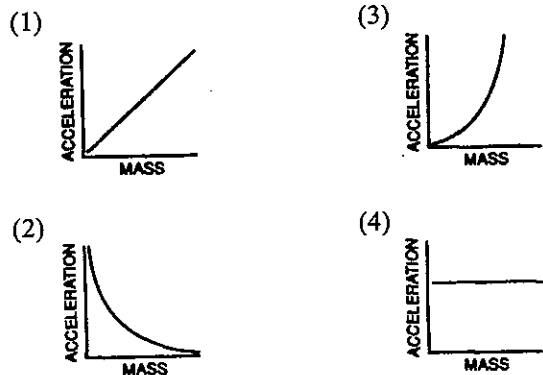 (1)
ACCELERATION
MASS
(2)
ACCELERATION
MASS
(3)
ACCELERATION
MASS
(4)
ACCELERATION
MASS